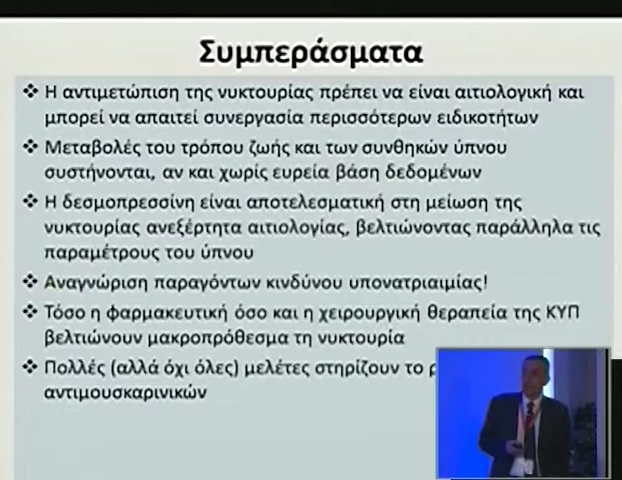 Συμπεράσματα
❖ Η αντιμετώπιση της νυκτουρίας πρέπει να είναι αιτιολογική και
μπορεί να απαιτεί συνεργασία περισσότερων ειδικοτήτων
❖ Μεταβολές του τρόπου ζωής και των συνθηκών ύπνου
συστήνονται, αν και χωρίς ευρεία βάση δεδομένων
❖ Η δεσμοπρεσσίνη είναι αποτελεσματική στη μείωση της
νυκτουρίας ανεξέρτητα αιτιολογίας, βελτιώνοντας παράλληλα τις
παραμέτρους του ύπνου
❖ Αναγνώριση παραγόντων κινδύνου υπονατριαιμίας!
❖ Τόσο η φαρμακευτική όσο και η χειρουργική θεραπεία της ΚΥΠ
βελτιώνουν μακροπρόθεσμα τη νυκτουρία
❖ Πολλές (αλλά όχι όλες) μελέτες στηρίζουν το
αντιμουσκαρινικών